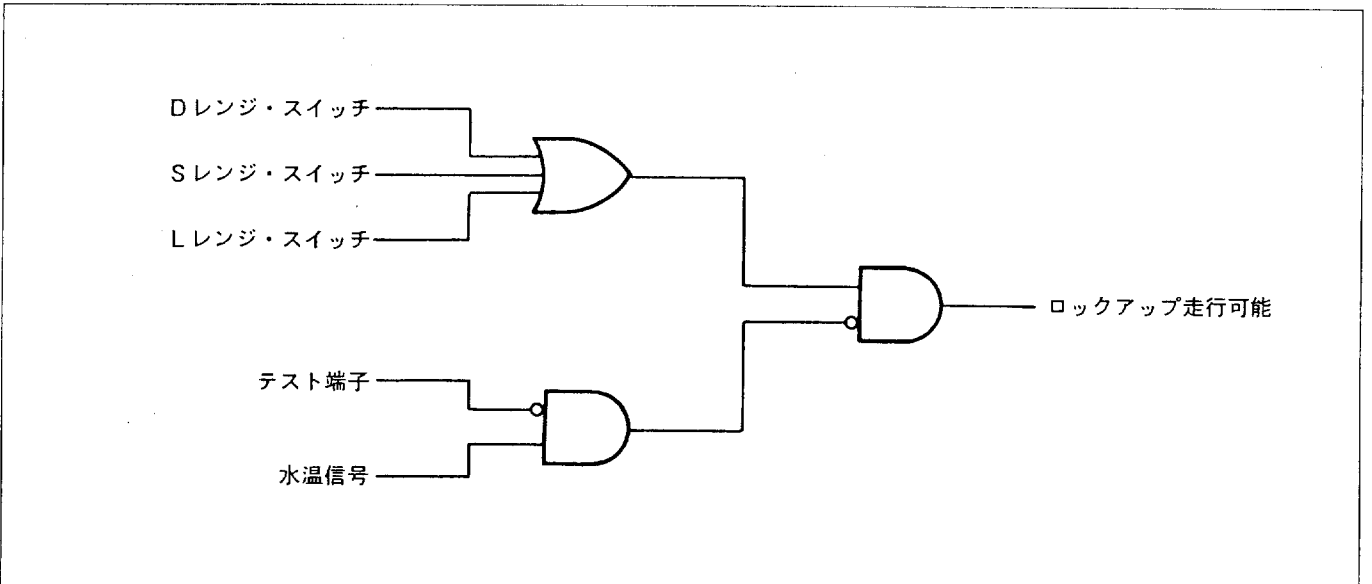 Dレンジ・スイッチ
Sレンジ・スイッチ
Lレンジ・スイッチ
ロックアップ走行可能
テスト端子
水温信号